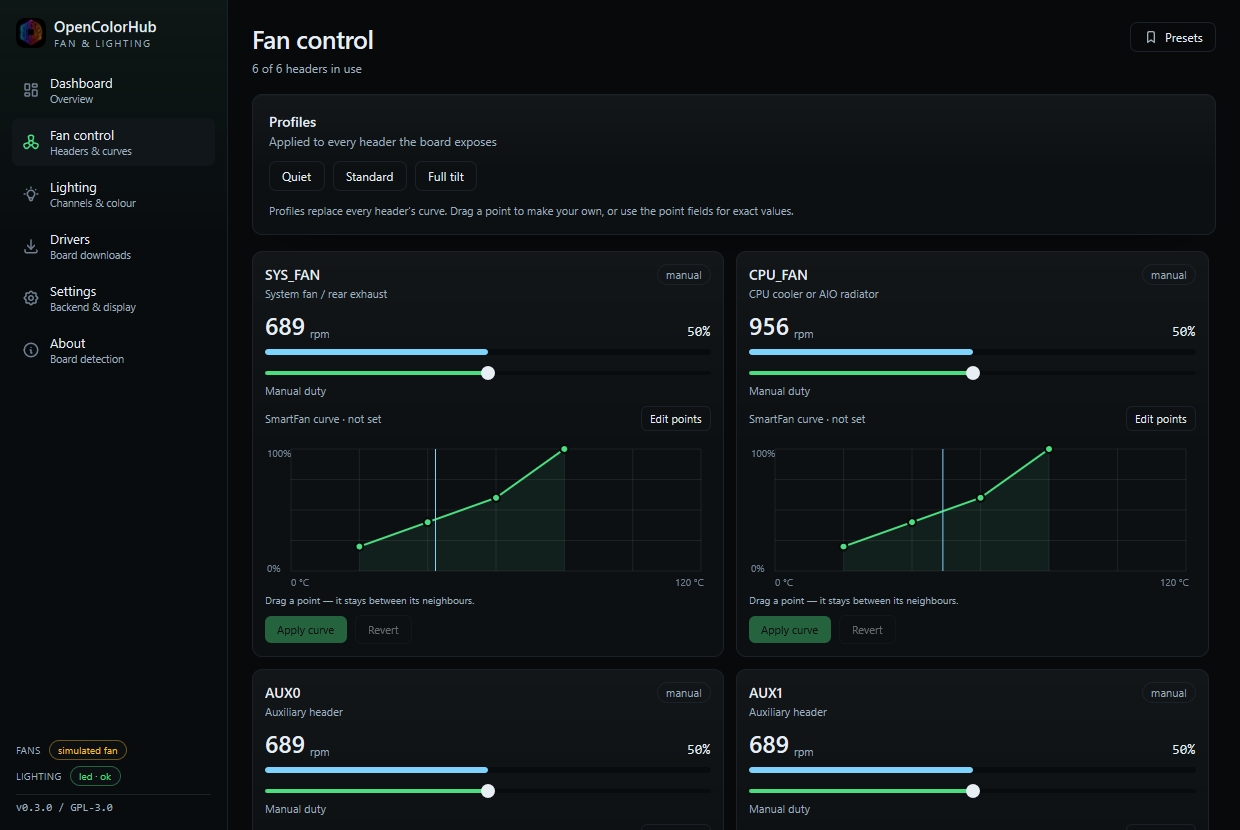 OpenColorHub
FAN & LIGHTING
Dashboard
Overview
Fan control
Headers & curves
Lighting
Channels & colour
Drivers
Board downloads
Settings
Backend & display
About
Board detection
FANS simulated fan
LIGHTING led · ok
v0.3.0 / GPL-3.0
Fan control
6 of 6 headers in use
Presets
Profiles
Applied to every header the board exposes
Quiet Standard Full tilt
Profiles replace every header's curve. Drag a point to make your own, or use the point fields for exact values.
SYS_FAN manual
System fan / rear exhaust
689 rpm 50%
Manual duty
SmartFan curve · not set Edit points
100%
0%
0 °C 120 °C
Drag a point — it stays between its neighbours.
Apply curve Revert
CPU_FAN manual
CPU cooler or AIO radiator
956 rpm 50%
Manual duty
SmartFan curve · not set Edit points
100%
0%
0 °C 120 °C
Drag a point — it stays between its neighbours.
Apply curve Revert
AUX0 manual
Auxiliary header
689 rpm 50%
Manual duty
AUX1 manual
Auxiliary header
689 rpm 50%
Manual duty